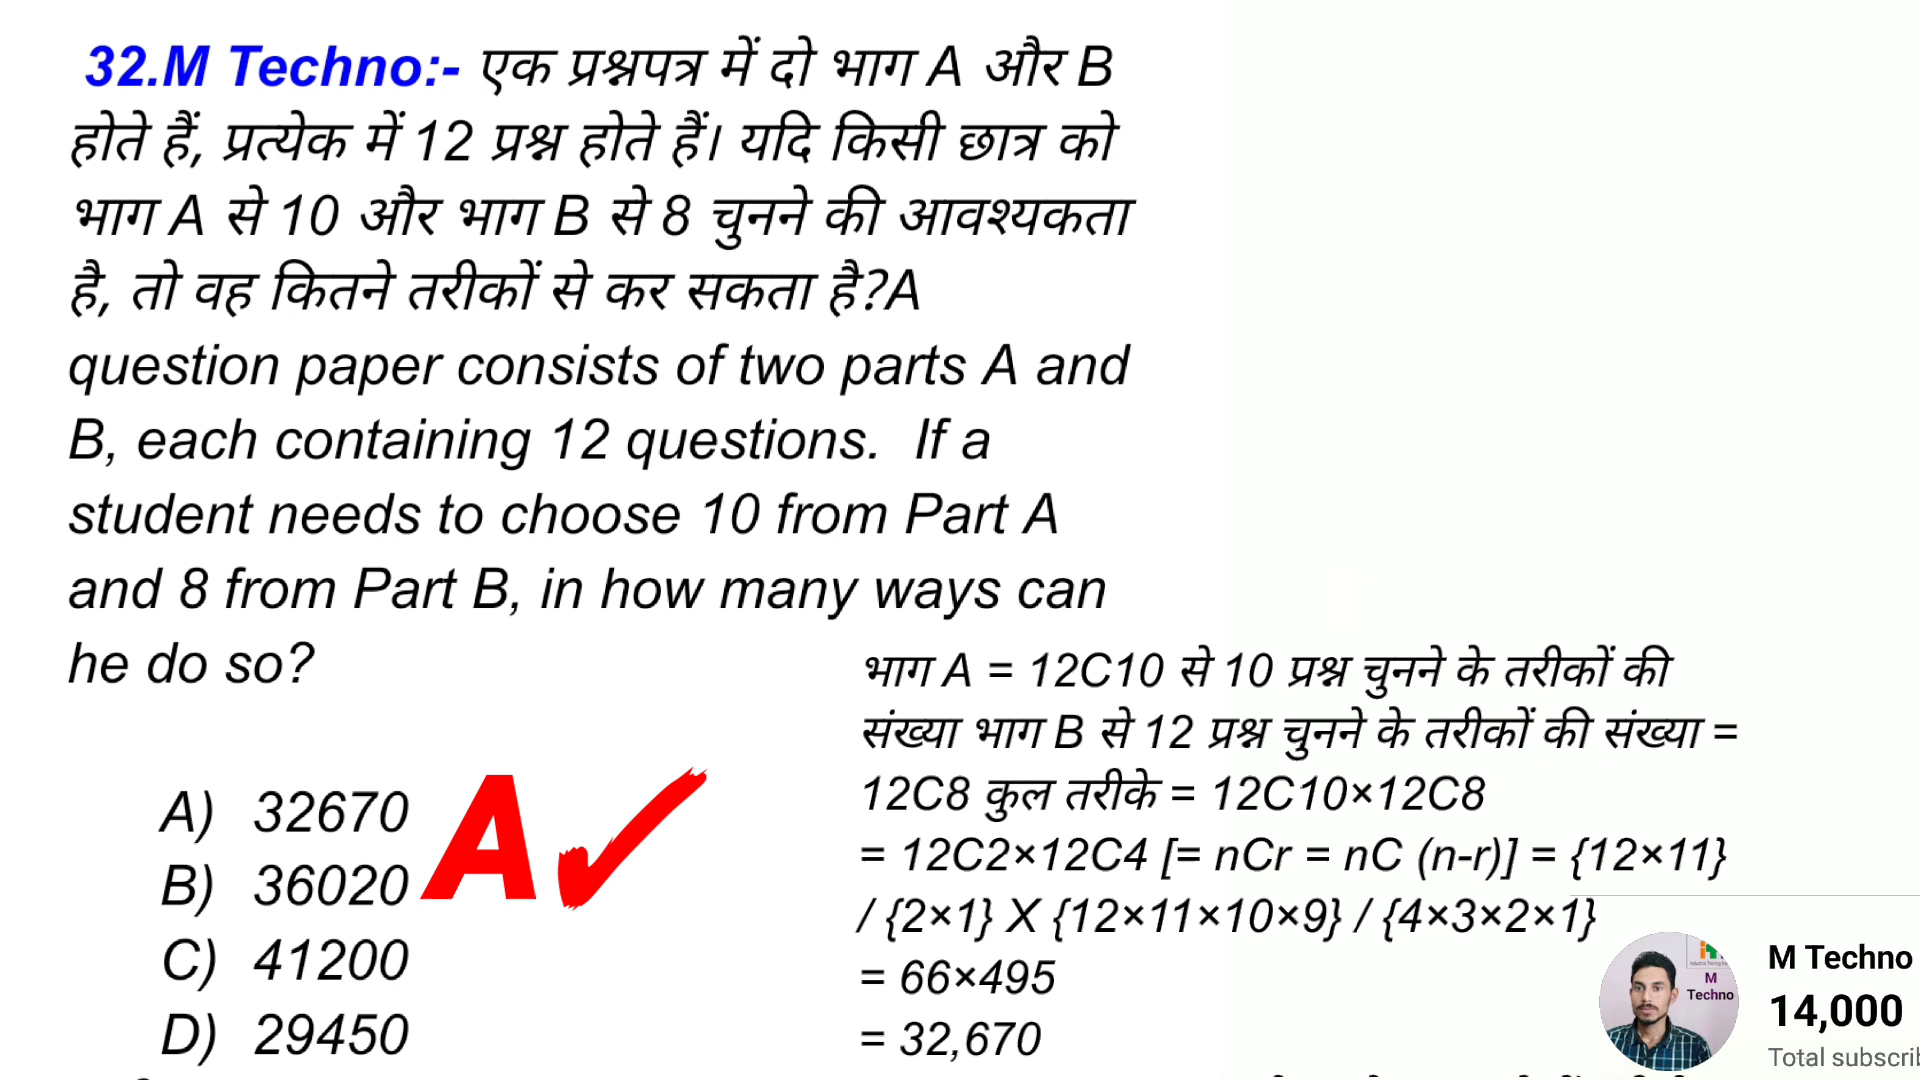 32.M Techno:- एक प्रश्नपत्र में दो भाग A और B
होते हैं, प्रत्येक में 12 प्रश्न होते हैं। यदि किसी छात्र को
भाग A से 10 और भाग B से 8 चुनने की आवश्यकता
है, तो वह कितने तरीकों से कर सकता है?A
question paper consists of two parts A and
B, each containing 12 questions.  If a
student needs to choose 10 from Part A
and 8 from Part B, in how many ways can
he do so?
A) 32670
B) 36020
C) 41200
D) 29450
A✓
भाग A = 12C10 से 10 प्रश्न चुनने के तरीकों की
संख्या भाग B से 12 प्रश्न चुनने के तरीकों की संख्या =
12C8 कुल तरीके = 12C10×12C8
= 12C2×12C4 [= nCr = nC (n-r)] = {12×11}
/ {2×1} X {12×11×10×9} / {4×3×2×1}
= 66×495
= 32,670
M
Techno
M Techno
14,000
Total